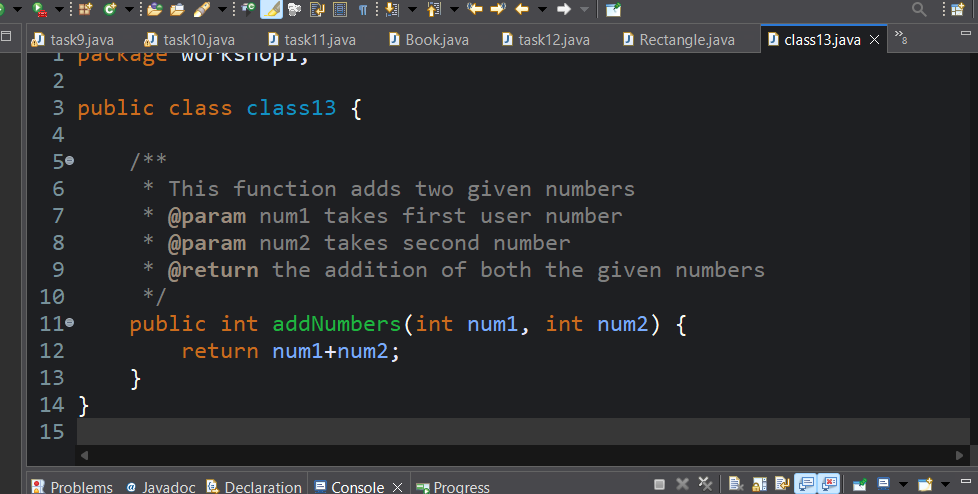 task9.java task10.java task11.java Book.java task12.java Rectangle.java class13.java 8
1 package workshop1;
2
3 public class class13 {
4
5 /**
6 * This function adds two given numbers
7 * @param num1 takes first user number
8 * @param num2 takes second number
9 * @return the addition of both the given numbers
10 */
11 public int addNumbers(int num1, int num2) {
12 return num1+num2;
13 }
14 }
15
Problems @ Javadoc Declaration Console Progress